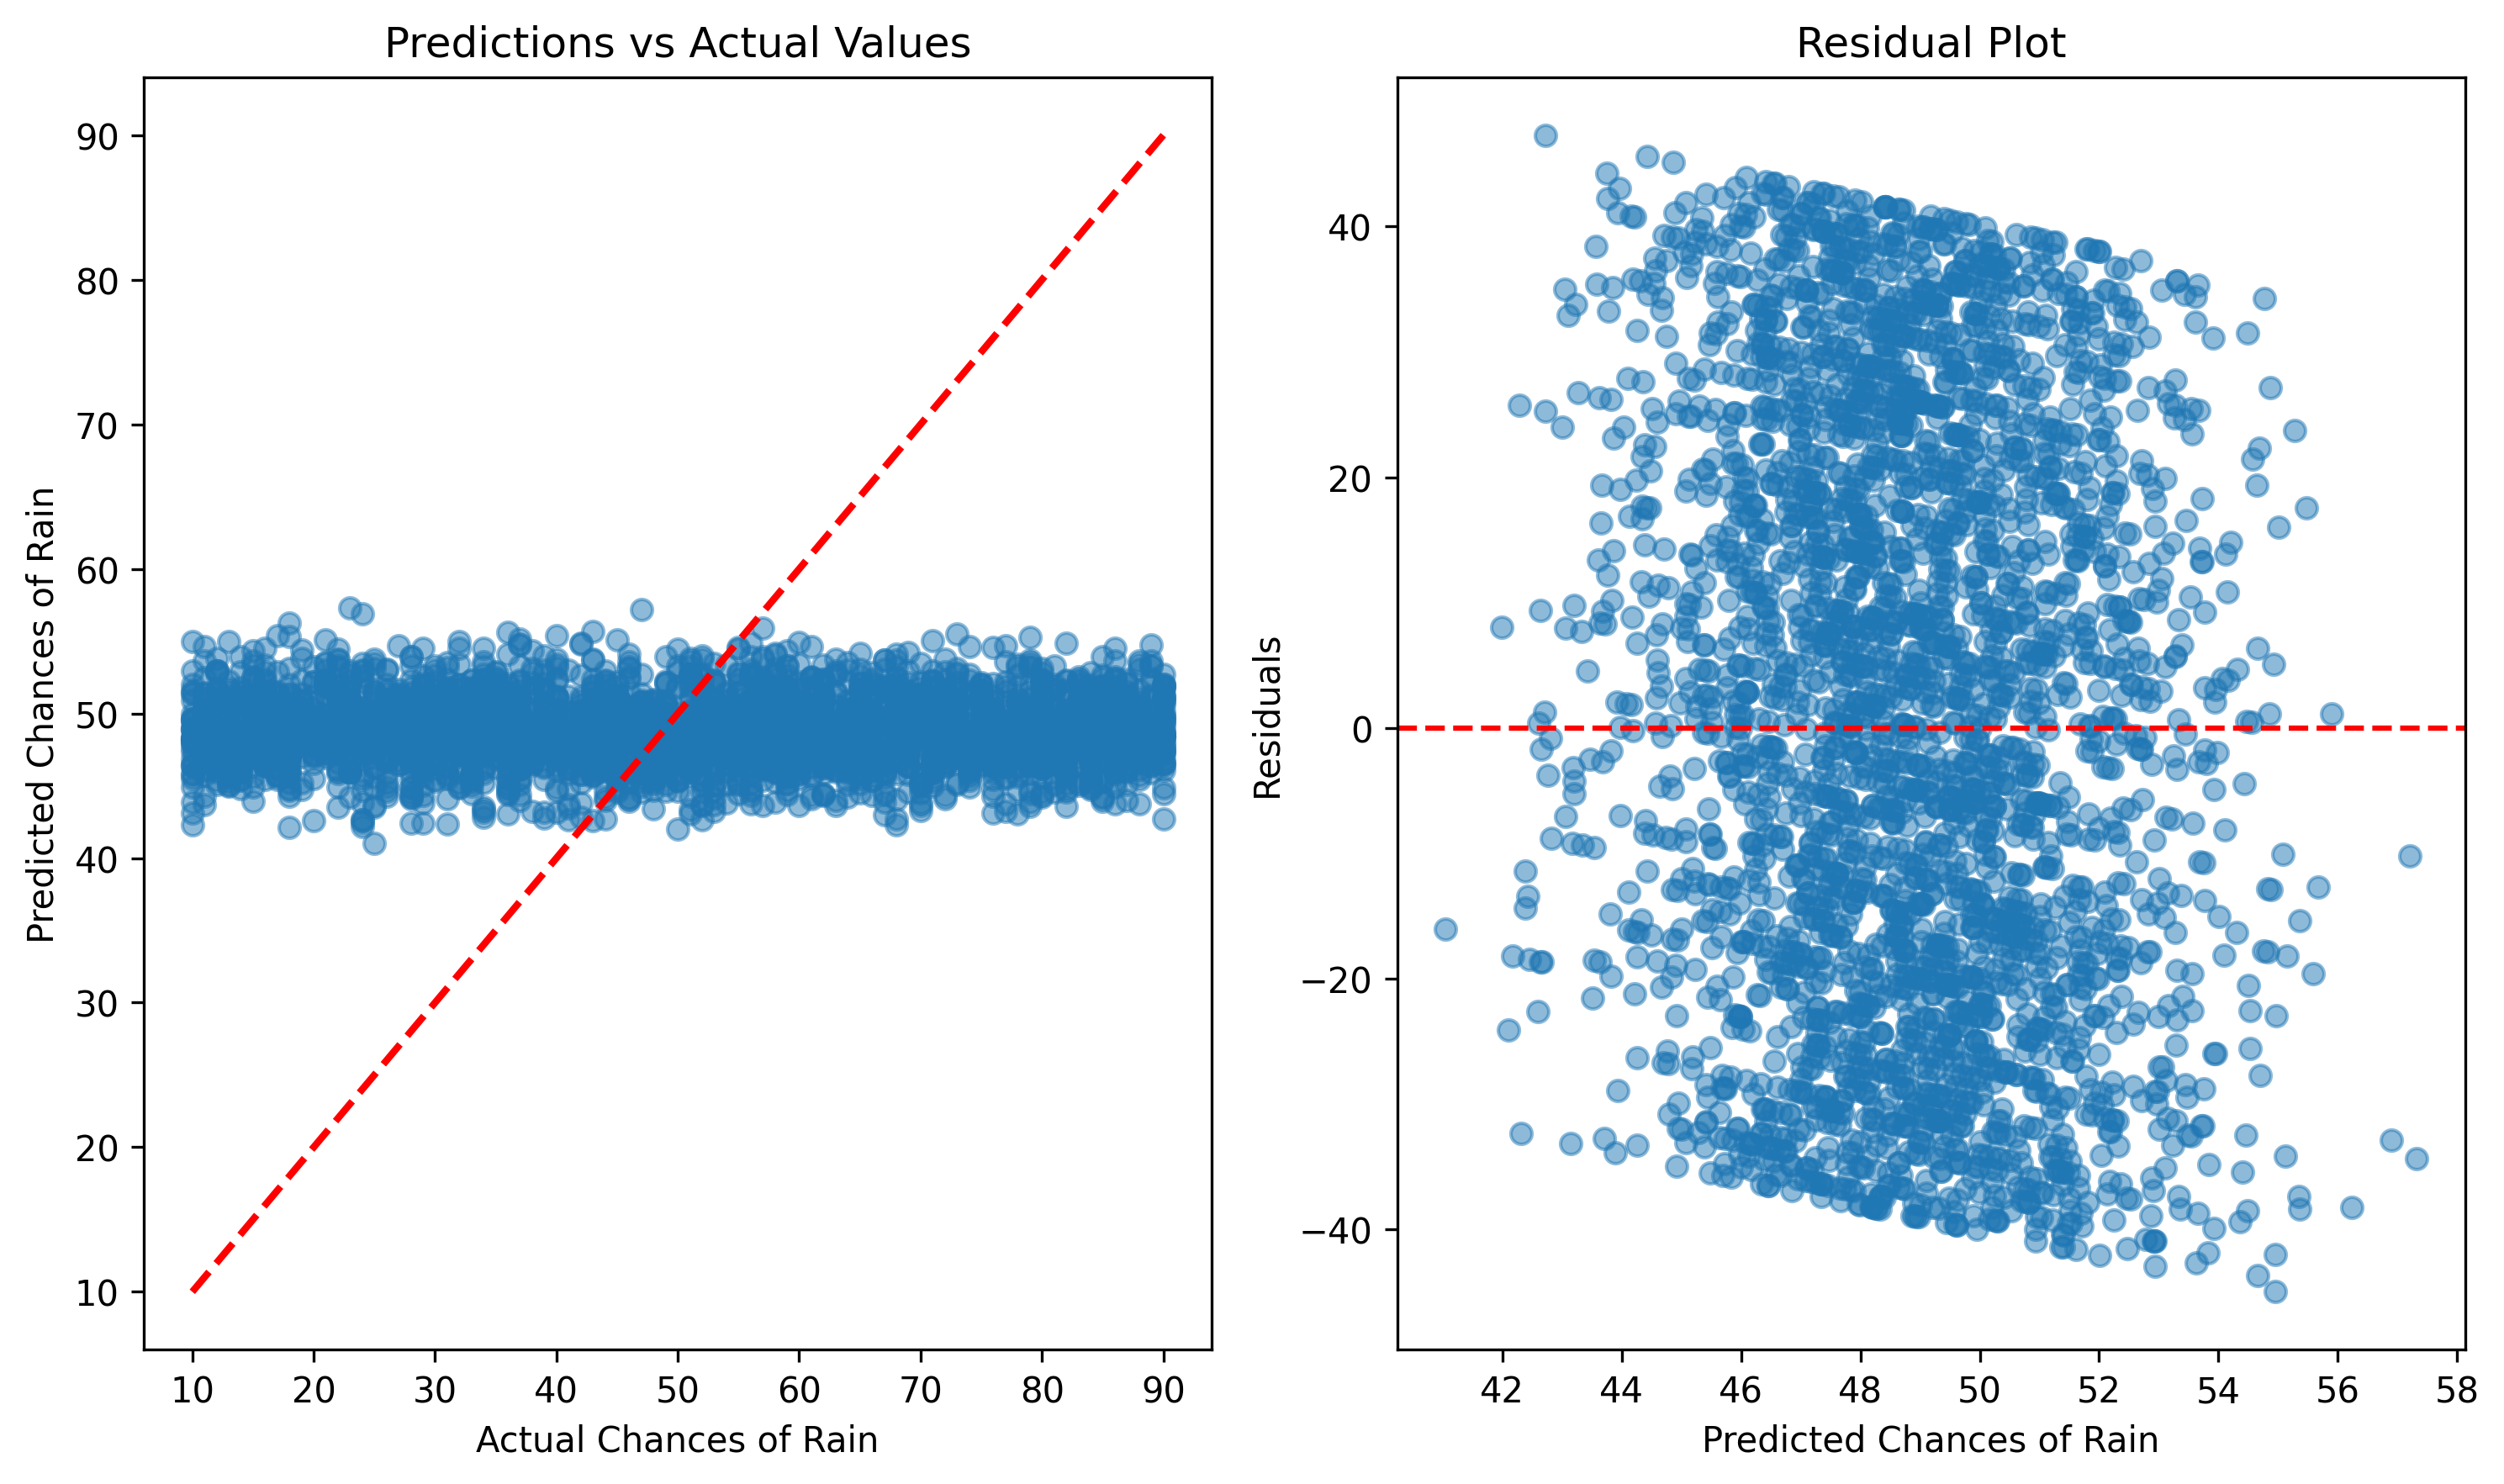 Predictions vs Actual Values
90
80
70
60
50
40
30
20
10
Predicted Chances of Rain
10 20 30 40 50 60 70 80 90
Actual Chances of Rain
Residual Plot
40
20
0
−20
−40
Residuals
42 44 46 48 50 52 54 56 58
Predicted Chances of Rain